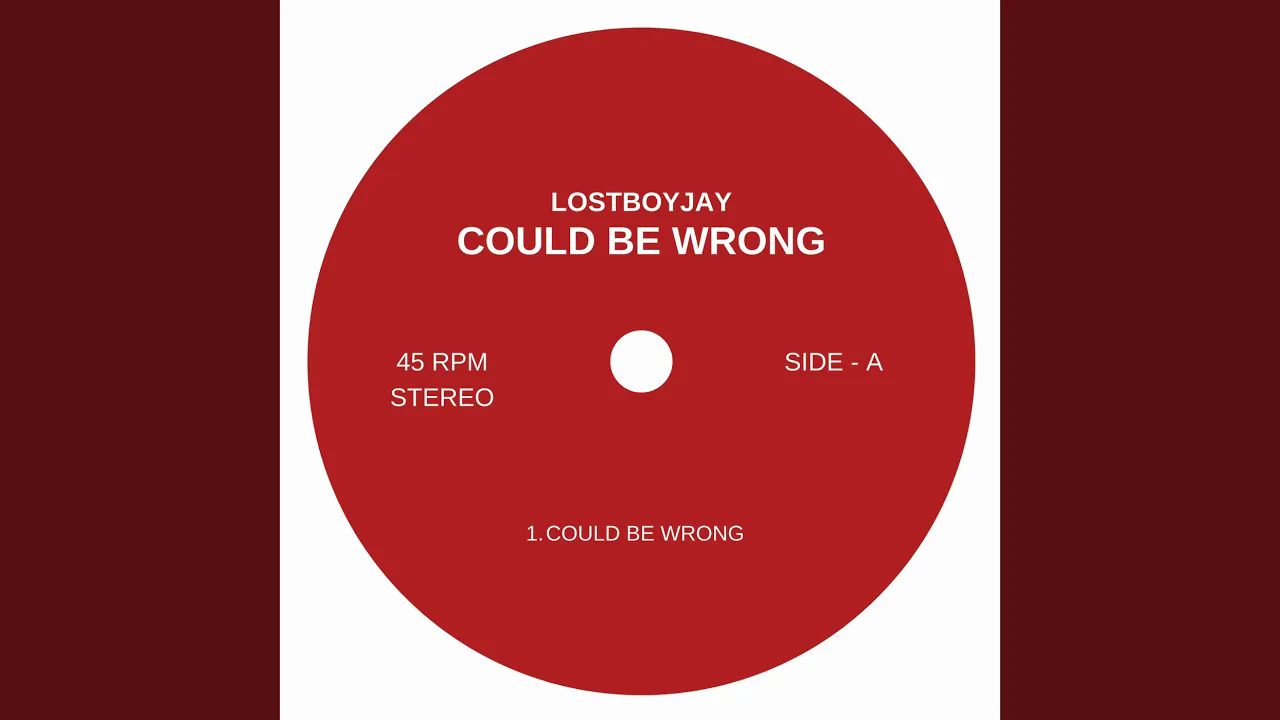 LOSTBOYJAY
COULD BE WRONG
45 RPM
STEREO
SIDE - A
1. COULD BE WRONG